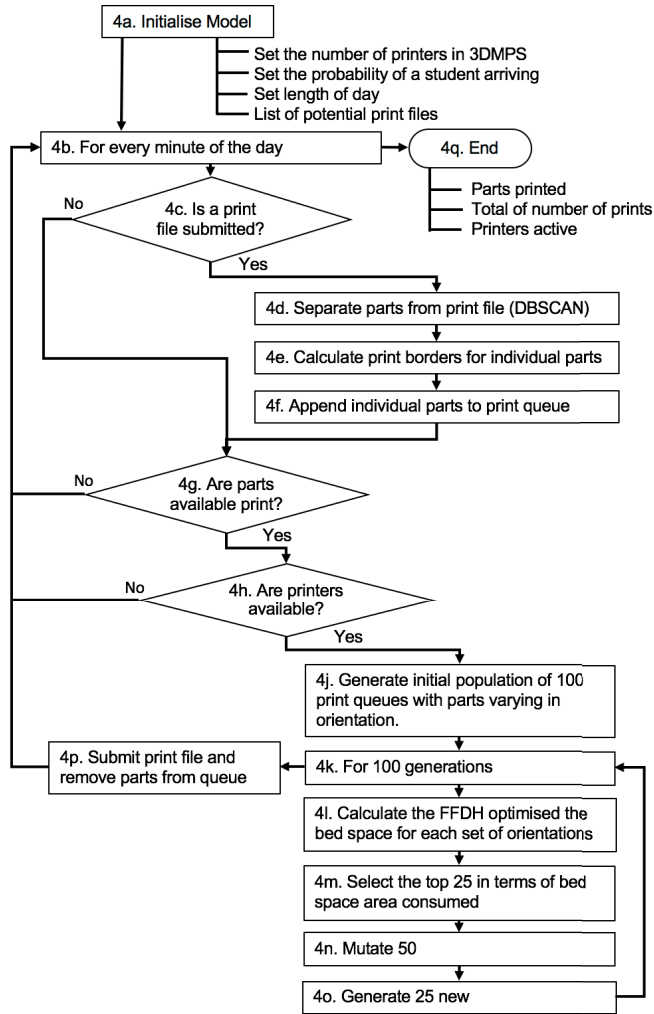 4a. Initialise Model
Set the number of printers in 3DMPS
Set the probability of a student arriving
Set length of day
List of potential print files
4b. For every minute of the day
4q. End
Parts printed
Total of number of prints
Printers active
No
4c. Is a print
file submitted?
Yes
4d. Separate parts from print file (DBSCAN)
4e. Calculate print borders for individual parts
4f. Append individual parts to print queue
No
4g. Are parts
available print?
Yes
No
4h. Are printers
available?
Yes
4j. Generate initial population of 100
print queues with parts varying in
orientation.
4p. Submit print file and
remove parts from queue
4k. For 100 generations
4l. Calculate the FFDH optimised the
bed space for each set of orientations
4m. Select the top 25 in terms of bed
space area consumed
4n. Mutate 50
4o. Generate 25 new